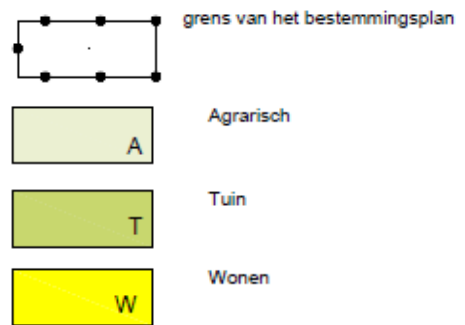 grens van het bestemmingsplan
A Agrarisch
T Tuin
W Wonen